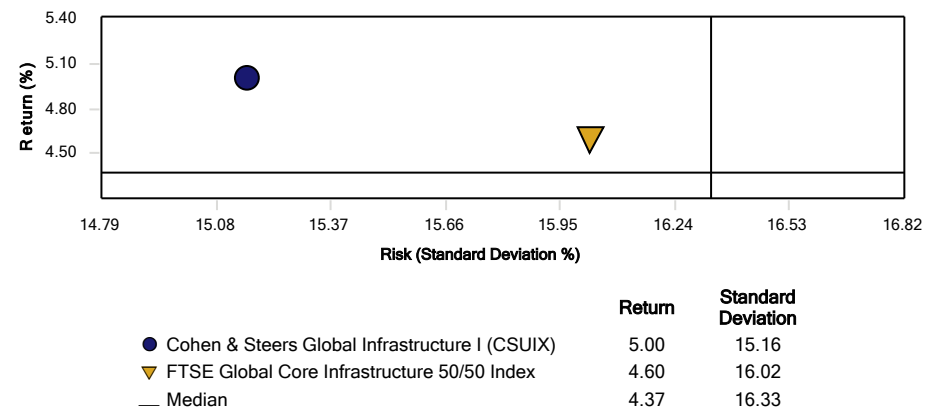 5.40
5.10
4.80
4.50
Return (%)
14.79 15.08 15.37 15.66 15.95 16.24 16.53 16.82
Risk (Standard Deviation %)
Return Standard Deviation
Cohen & Steers Global Infrastructure I (CSUIX) 5.00 15.16
FTSE Global Core Infrastructure 50/50 Index 4.60 16.02
Median 4.37 16.33